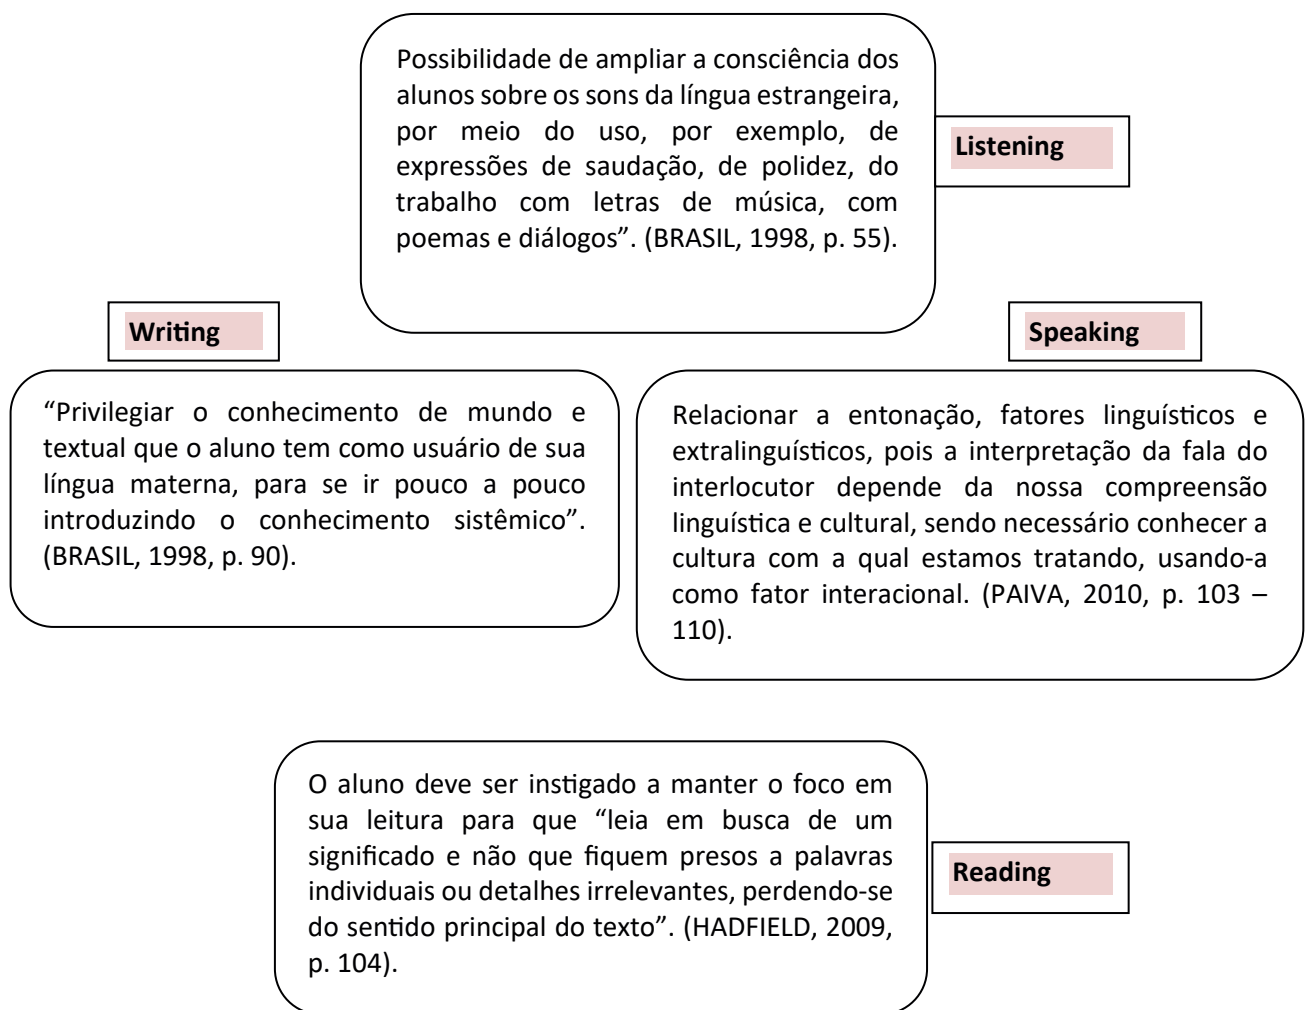 Possibilidade de ampliar a consciência dos
alunos sobre os sons da língua estrangeira,
por meio do uso, por exemplo, de
expressões de saudação, de polidez, do
trabalho com letras de música, com
poemas e diálogos”. (BRASIL, 1998, p. 55).
Listening
Writing
“Privilegiar o conhecimento de mundo e
textual que o aluno tem como usuário de sua
língua materna, para se ir pouco a pouco
introduzindo o conhecimento sistêmico”.
(BRASIL, 1998, p. 90).
Speaking
Relacionar a entonação, fatores linguísticos e
extralinguísticos, pois a interpretação da fala do
interlocutor depende da nossa compreensão
linguística e cultural, sendo necessário conhecer a
cultura com a qual estamos tratando, usando-a
como fator interacional. (PAIVA, 2010, p. 103 –
110).
O aluno deve ser instigado a manter o foco em
sua leitura para que “leia em busca de um
significado e não que fiquem presos a palavras
individuais ou detalhes irrelevantes, perdendo-se
do sentido principal do texto”. (HADFIELD, 2009,
p. 104).
Reading